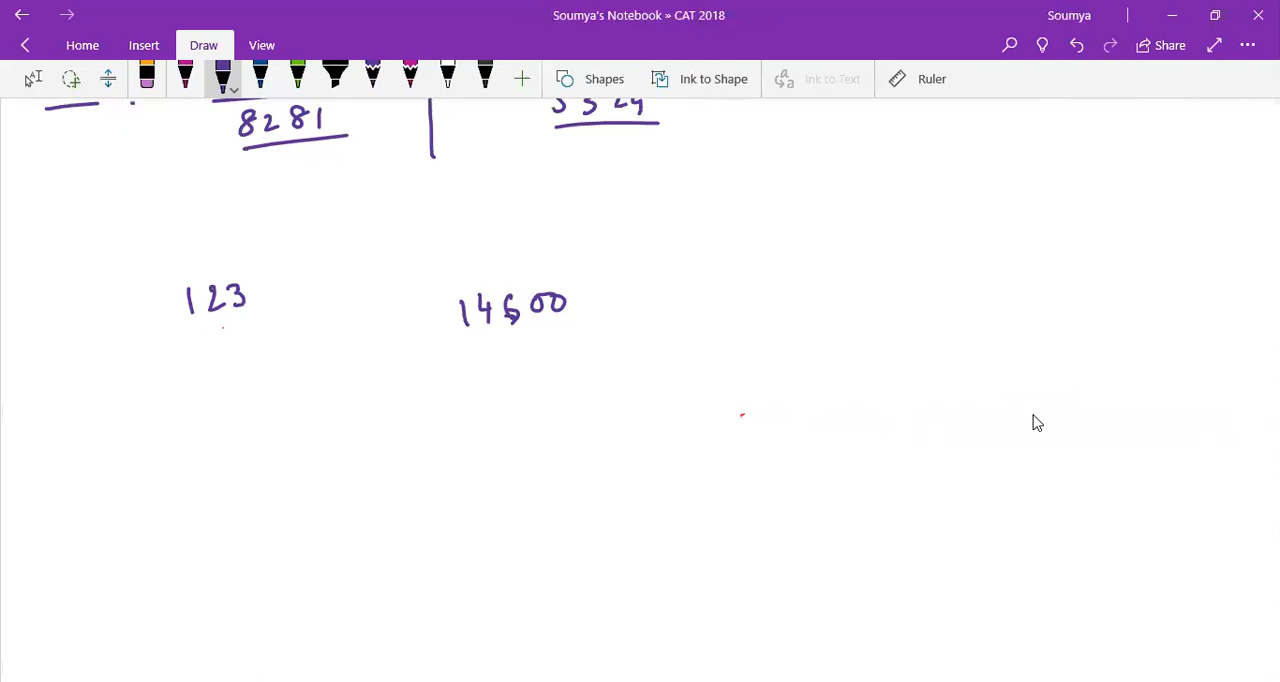 Soumya's Notebook » CAT 2018
Soumya
Home Insert Draw View
Share
Shapes
Ink to Shape
Ink to Text
Ruler
8281
123